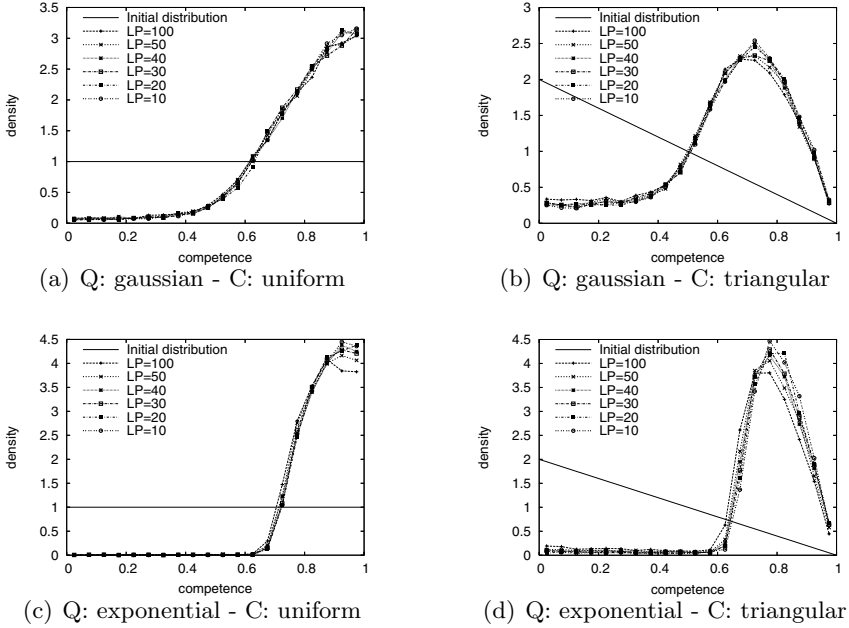 3.5
3
2.5
2
1.5
1
0.5
0
0 0.2 0.4 0.6 0.8 1
density
competence
Initial distribution
LP=100
LP=50
LP=40
LP=30
LP=20
LP=10
(a) Q: gaussian - C: uniform
3
2.5
2
1.5
1
0.5
0
0 0.2 0.4 0.6 0.8 1
density
competence
Initial distribution
LP=100
LP=50
LP=40
LP=30
LP=20
LP=10
(b) Q: gaussian - C: triangular
4.5
4
3.5
3
2.5
2
1.5
1
0.5
0
0 0.2 0.4 0.6 0.8 1
density
competence
Initial distribution
LP=100
LP=50
LP=40
LP=30
LP=20
LP=10
(c) Q: exponential - C: uniform
4.5
4
3.5
3
2.5
2
1.5
1
0.5
0
0 0.2 0.4 0.6 0.8 1
density
competence
Initial distribution
LP=100
LP=50
LP=40
LP=30
LP=20
LP=10
(d) Q: exponential - C: triangular